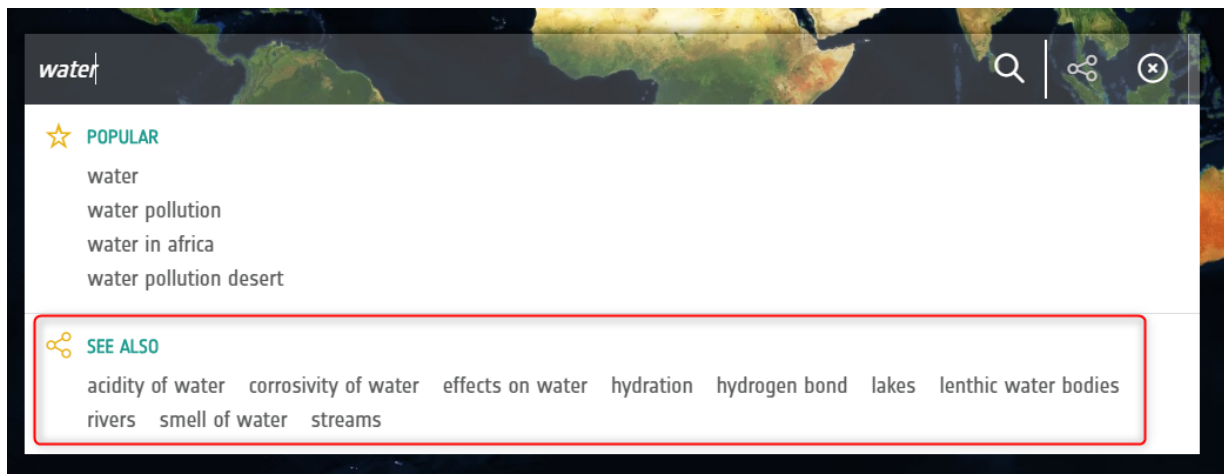 water
POPULAR
water
water pollution
water in africa
water pollution desert
SEE ALSO
acidity of water corrosivity of water effects on water hydration hydrogen bond lakes lenthic water bodies
rivers smell of water streams